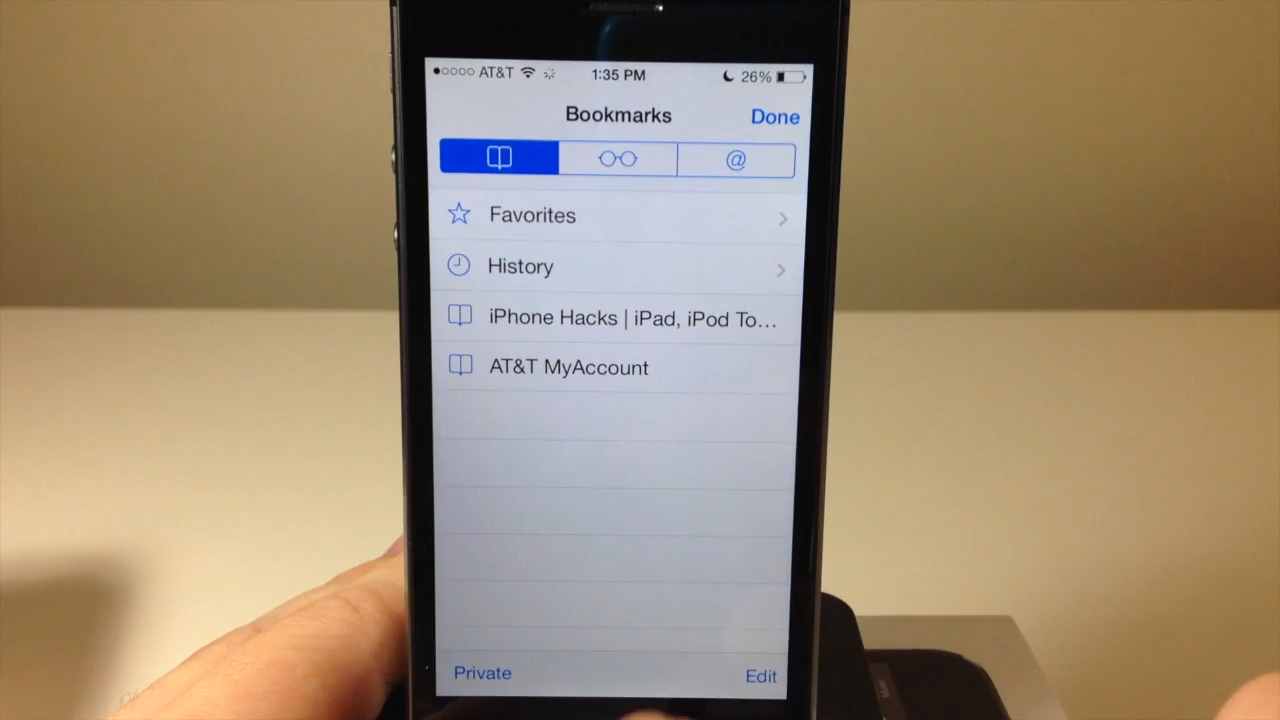 AT&T 1:35 PM 26%
Bookmarks Done
@
Favorites
History
iPhone Hacks | iPad, iPod To...
AT&T MyAccount
Private Edit